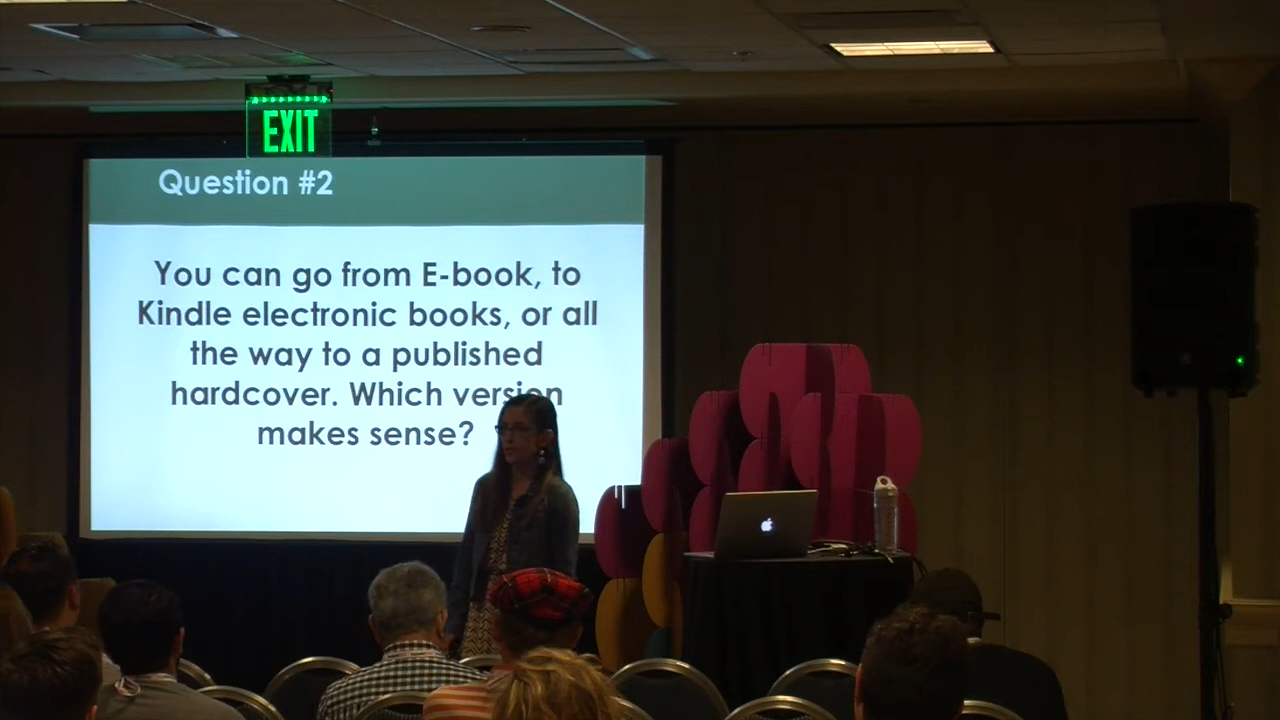 EXIT
Question #2
You can go from E-book, to
Kindle electronic books, or all
the way to a published
hardcover. Which version
makes sense?